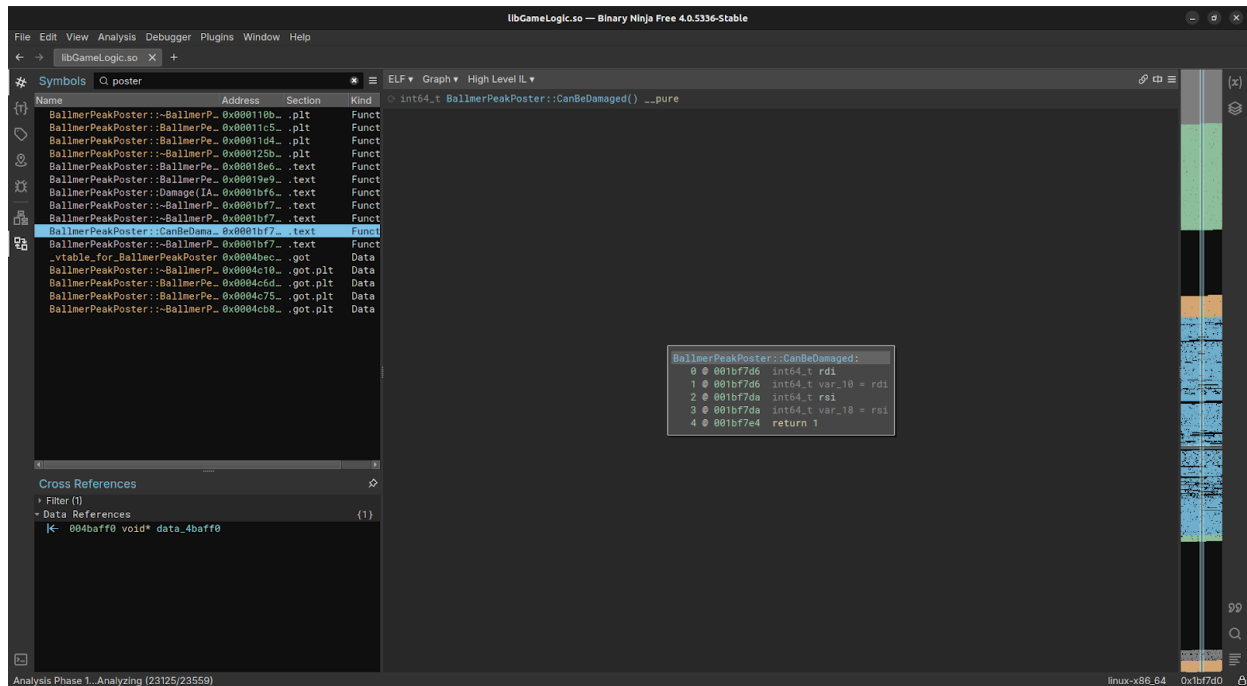 libGameLogic.so — Binary Ninja Free 4.0.5336-Stable
File Edit View Analysis Debugger Plugins Window Help
libGameLogic.so
Symbols poster
ELF ▾ Graph ▾ High Level IL ▾
Name Address Section Kind
int64_t BallmerPeakPoster::CanBeDamaged() __pure
BallmerPeakPoster::~BallmerP… 0x000110b… .plt Funct
BallmerPeakPoster::BallmerPe… 0x00011c5… .plt Funct
BallmerPeakPoster::BallmerPe… 0x00011d4… .plt Funct
BallmerPeakPoster::~BallmerP… 0x000125b… .plt Funct
BallmerPeakPoster::BallmerPe… 0x00018e6… .text Funct
BallmerPeakPoster::BallmerPe… 0x00019e9… .text Funct
BallmerPeakPoster::Damage(IA… 0x0001bf6… .text Funct
BallmerPeakPoster::~BallmerP… 0x0001bf7… .text Funct
BallmerPeakPoster::~BallmerP… 0x0001bf7… .text Funct
BallmerPeakPoster::CanBeDama… 0x0001bf7… .text Funct
BallmerPeakPoster::~BallmerP… 0x0001bf7… .text Funct
_vtable_for_BallmerPeakPoster 0x0004bec… .got Data
BallmerPeakPoster::~BallmerP… 0x0004c10… .got.plt Data
BallmerPeakPoster::BallmerPe… 0x0004c6d… .got.plt Data
BallmerPeakPoster::BallmerPe… 0x0004c75… .got.plt Data
BallmerPeakPoster::~BallmerP… 0x0004cb8… .got.plt Data
BallmerPeakPoster::CanBeDamaged:
0 @ 001bf7d6 int64_t rdi
1 @ 001bf7d6 int64_t var_10 = rdi
2 @ 001bf7da int64_t rsi
3 @ 001bf7da int64_t var_18 = rsi
4 @ 001bf7e4 return 1
Cross References
Filter (1)
Data References {1}
004baff0 void* data_4baff0
Analysis Phase 1...Analyzing (23125/23559)
linux-x86_64 0x1bf7d0